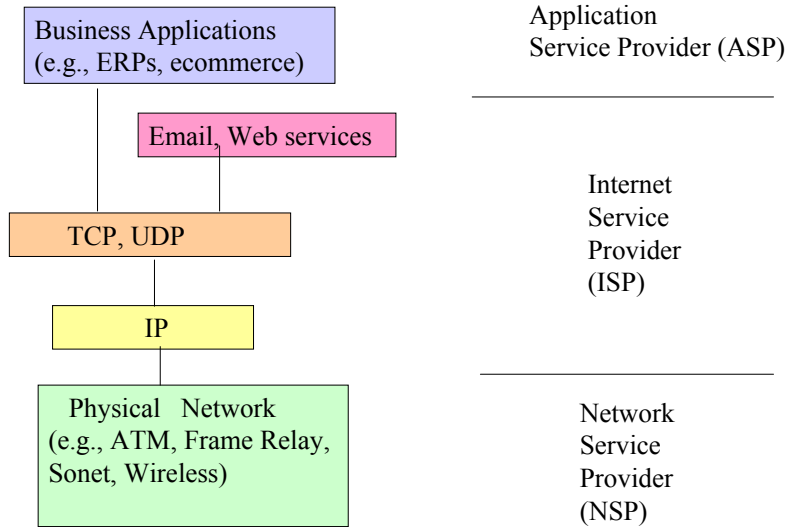 Business Applications
(e.g., ERPs, ecommerce)
Application
Service Provider (ASP)
Email, Web services
Internet
Service
Provider
(ISP)
TCP, UDP
IP
Physical Network
(e.g., ATM, Frame Relay,
Sonet, Wireless)
Network
Service
Provider
(NSP)